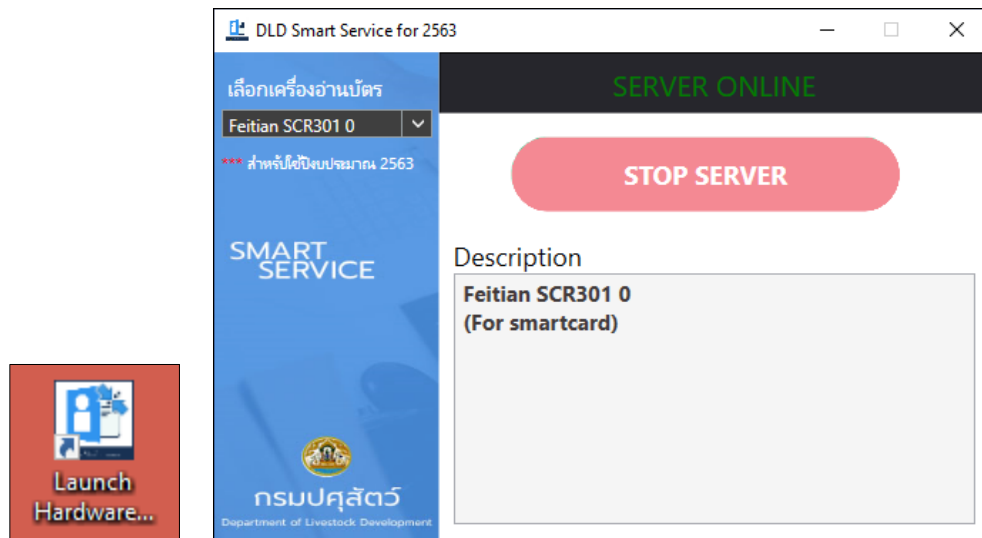 DLD Smart Service for 2563
เลือกเครื่องอ่านบัตร
Feitian SCR301 0
*** สำหรับใช้ปีงบประมาณ 2563
SMART
SERVICE
กรมปศุสัตว์
Department of Livestock Development
SERVER ONLINE
STOP SERVER
Description
Feitian SCR301 0
(For smartcard)
Launch
Hardware...